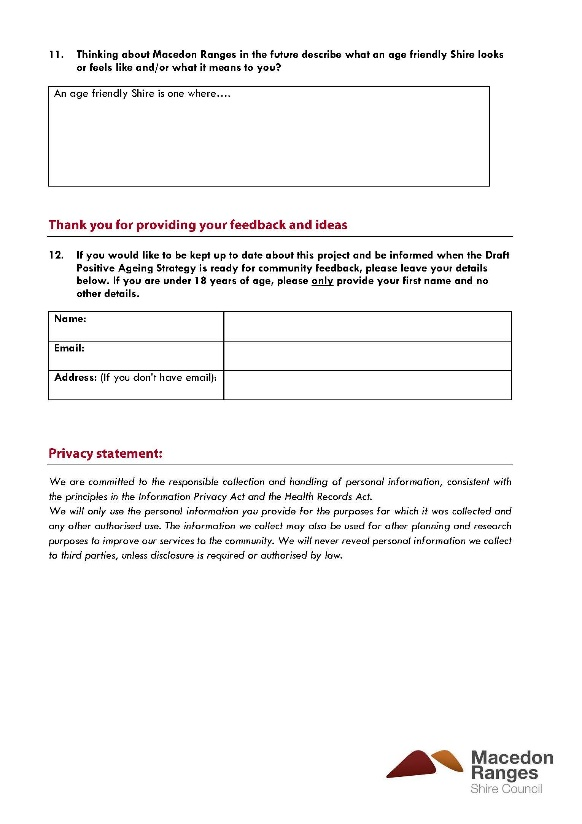 11. Thinking about Macedon Ranges in the future describe what an age friendly Shire looks
or feels like and/or what it means to you?
An age friendly Shire is one where....
Thank you for providing your feedback and ideas
12. If you would like to be kept up to date about this project and be informed when the Draft
Positive Ageing Strategy is ready for community feedback, please leave your details
below. If you are under 18 years of age, please only provide your first name and no
other details.
Name:
Email:
Address: (If you don't have email):
Privacy statement:
We are committed to the responsible collection and handling of personal information, consistent with
the principles in the Information Privacy Act and the Health Records Act.
We will only use the personal information you provide for the purposes for which it was collected and
any other authorised use. The information we collect may also be used for other planning and research
purposes to improve our services to the community. We will never reveal personal information we collect
to third parties, unless disclosure is required or authorised by law.
Macedon
Ranges
Shire Council